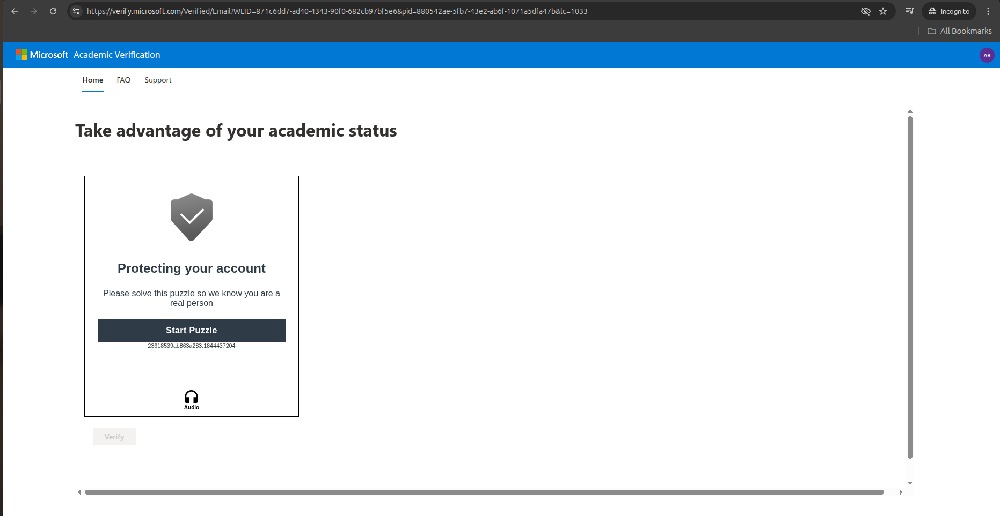 https://verify.microsoft.com/Verified/Email?WLID=871c6dd7-ad40-4343-90f0-682cb97bf5e6&pid=880542ae-5fb7-43e2-ab6f-1071a5dfa47b&lc=1033
Incognito
All Bookmarks
Microsoft Academic Verification
AB
Home FAQ Support
Take advantage of your academic status
Protecting your account
Please solve this puzzle so we know you are a
real person
Start Puzzle
23618539ab863a283.1844437204
Audio
Verify